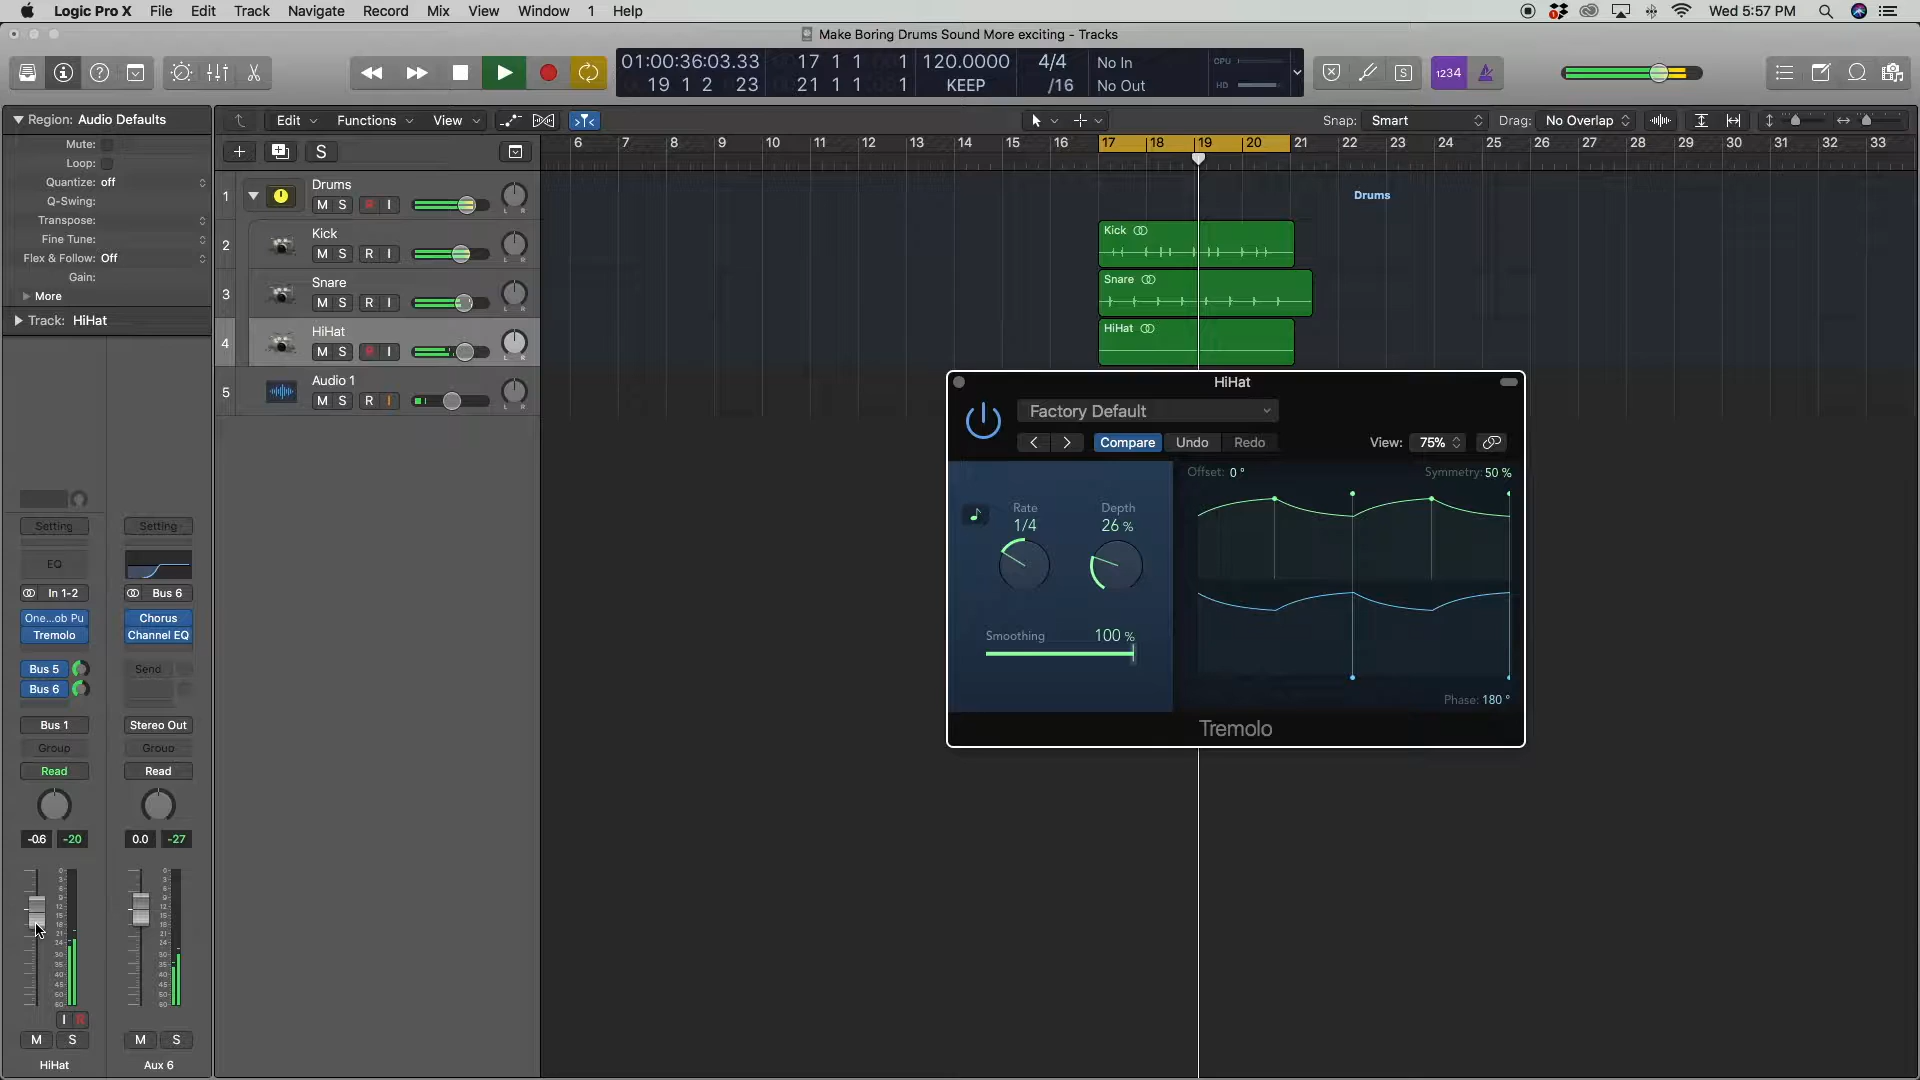 Logic Pro X File Edit Track Navigate Record Mix View Window 1 Help Wed 5:57 PM
Make Boring Drums Sound More exciting - Tracks
01:00:36:03.33 17 1 1 1 120.0000 4/4 No In CPU
19 1 2 23 21 1 1 1 KEEP /16 No Out HD
1234
Region: Audio Defaults
Edit Functions View Snap: Smart Drag: No Overlap
Mute:
Loop:
Quantize: off
Q-Swing:
Transpose:
Fine Tune:
Flex & Follow: Off
Gain:
More
Track: HiHat
S
6 7 8 9 10 11 12 13 14 15 16 17 18 19 20 21 22 23 24 25 26 27 28 29 30 31 32 33
1 Drums
M S R I
2 Kick
M S R I
3 Snare
M S R I
4 HiHat
M S R I
5 Audio 1
M S R I
Drums
Kick
Snare
HiHat
HiHat
Factory Default
Compare Undo Redo View: 75%
Offset: 0 ° Symmetry: 50 %
Rate Depth
1/4 26 %
Smoothing 100 %
Phase: 180 °
Tremolo
Setting Setting
EQ
In 1-2 Bus 6
One...ob Pu Chorus
Tremolo Channel EQ
Bus 5 Send
Bus 6
Bus 1 Stereo Out
Group Group
Read Read
-0.6 -20 0.0 -27
I R
M S M S
HiHat Aux 6